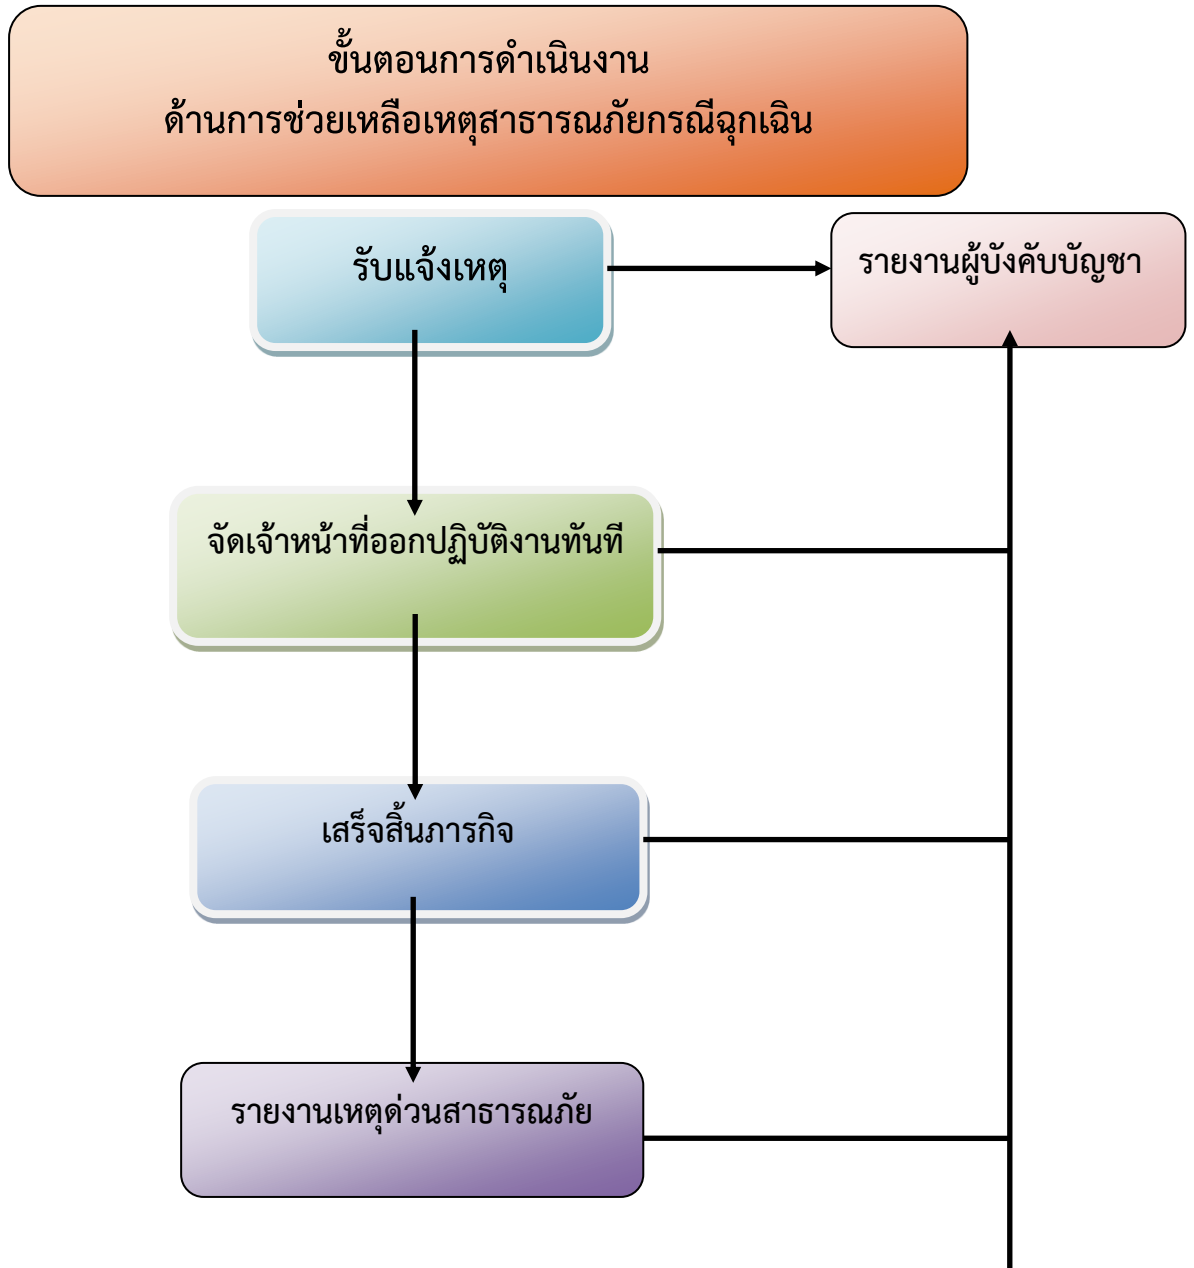 ขั้นตอนการดำเนินงาน
ด้านการช่วยเหลือเหตุสาธารณภัยกรณีฉุกเฉิน
รับแจ้งเหตุ
รายงานผู้บังคับบัญชา
จัดเจ้าหน้าที่ออกปฏิบัติงานทันที
เสร็จสิ้นภารกิจ
รายงานเหตุด่วนสาธารณภัย